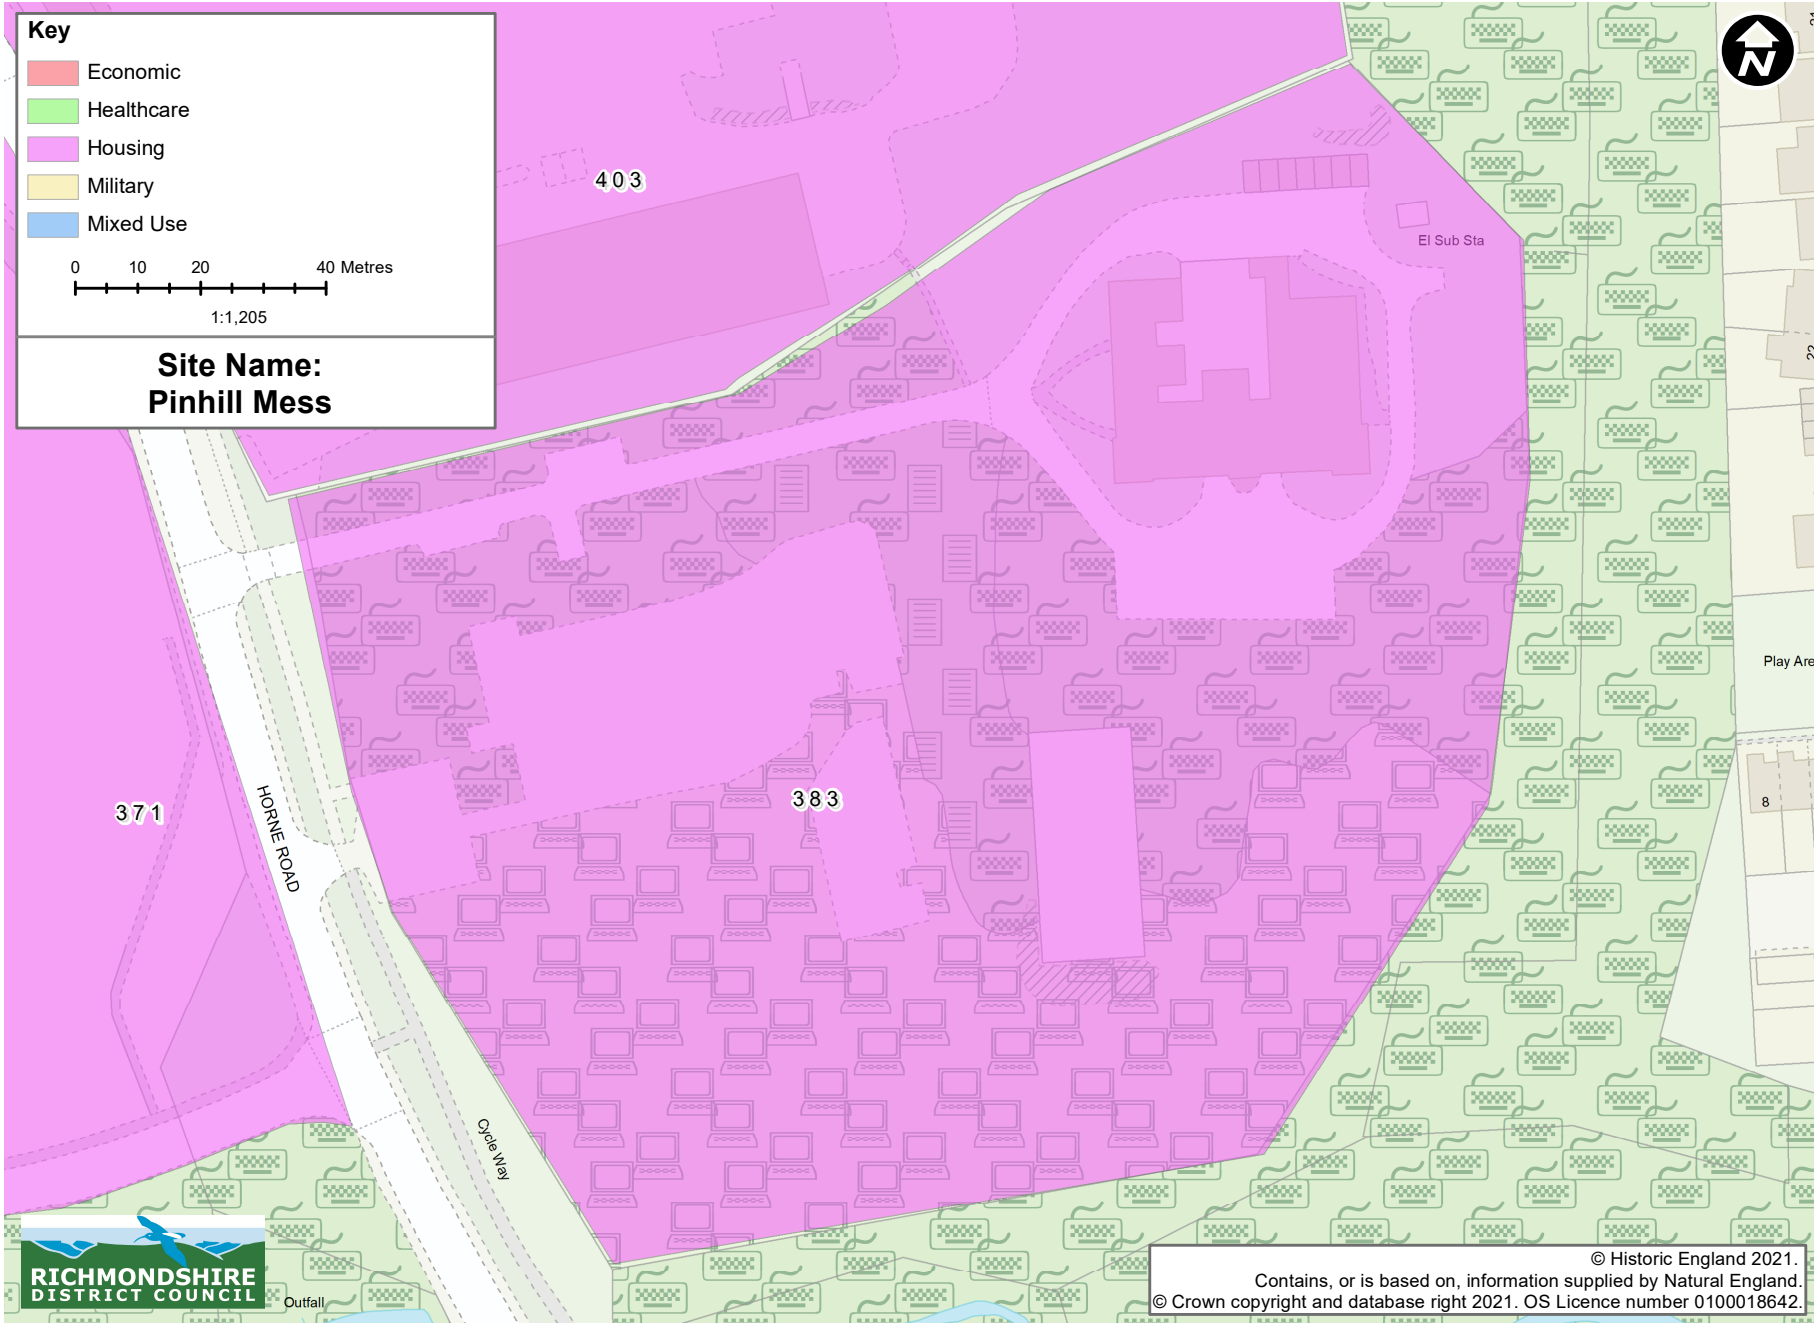 Key
Economic
Healthcare
Housing
Military
Mixed Use
0 10 20 40 Metres
1:1,205
Site Name:
Pinhill Mess
N
403
El Sub Sta
22
Play Are
371
383
8
HORNE ROAD
Cycle Way
RICHMONDSHIRE
DISTRICT COUNCIL
Outfall
© Historic England 2021.
Contains, or is based on, information supplied by Natural England.
© Crown copyright and database right 2021. OS Licence number 0100018642.